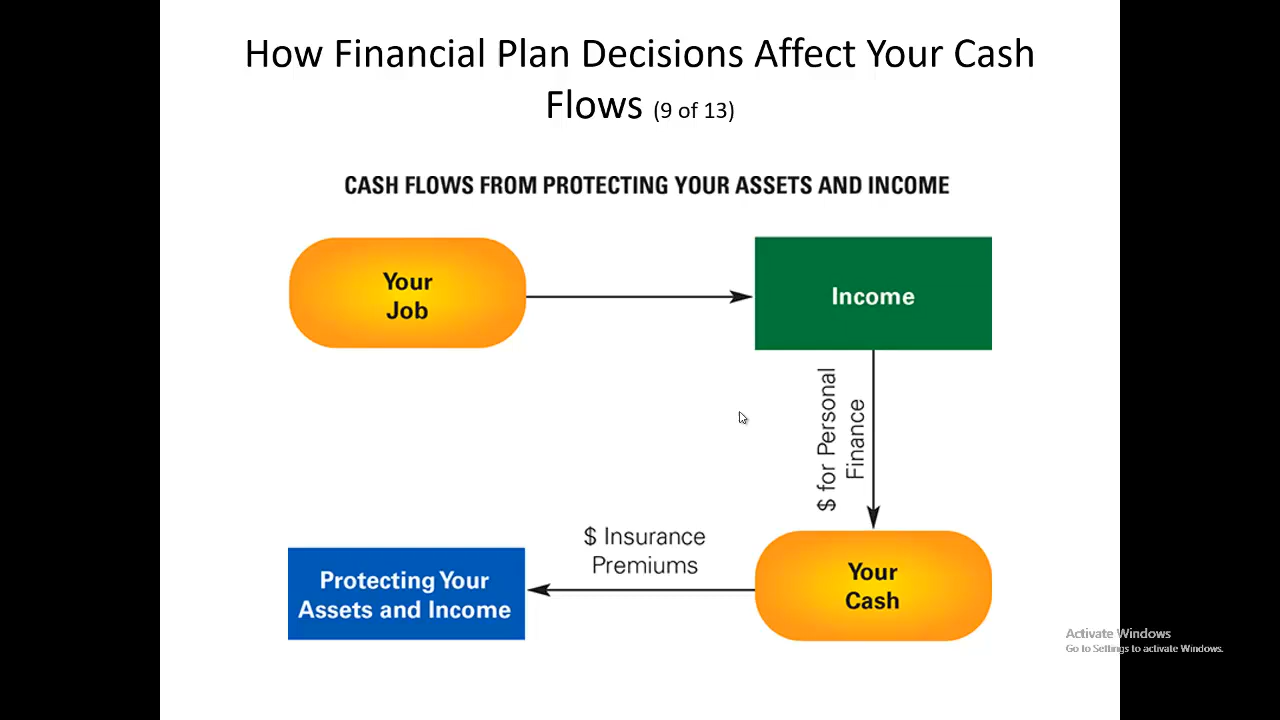 How Financial Plan Decisions Affect Your Cash
Flows (9 of 13)
CASH FLOWS FROM PROTECTING YOUR ASSETS AND INCOME
Your
Job
Income
$ for Personal
Finance
$ Insurance
Premiums
Protecting Your
Assets and Income
Your
Cash
Activate Windows
Go to Settings to activate Windows.